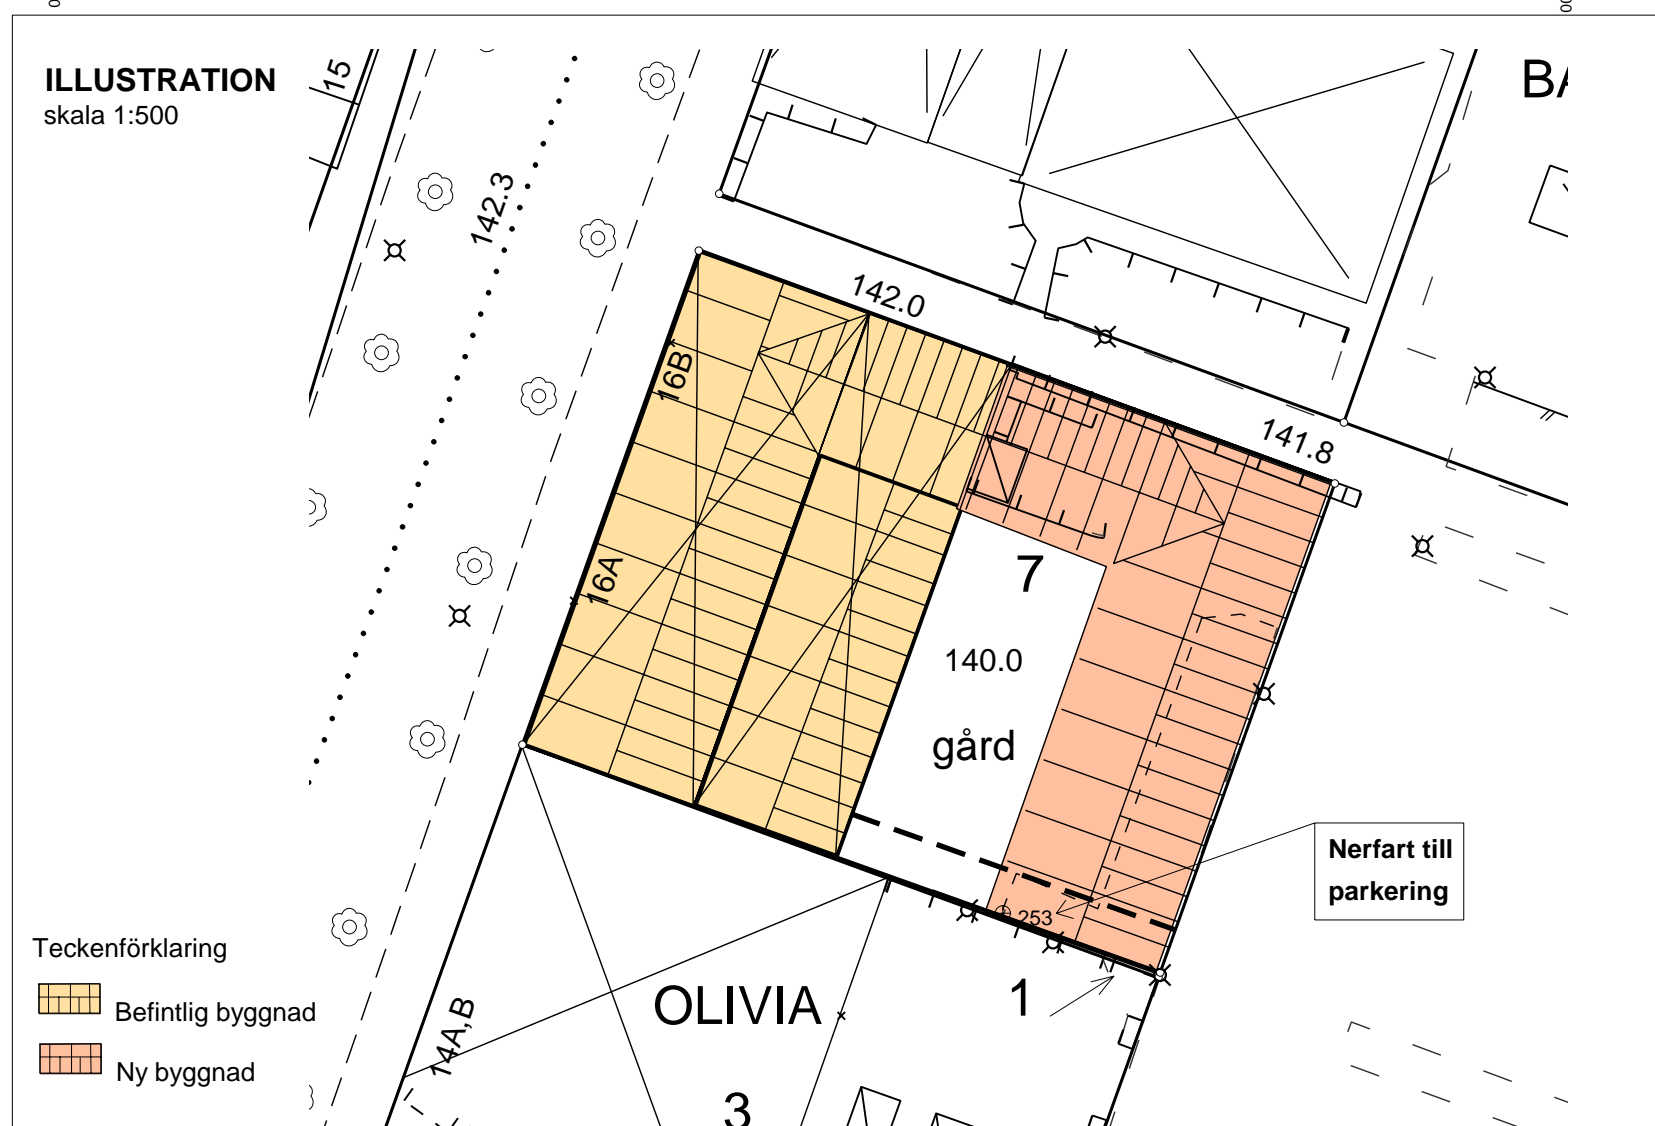 ILLUSTRATION
skala 1:500
15
142.3
142.0
141.8
16B
16A
7
140.0
gård
Nerfart till
parkering
253
1
OLIVIA
3
14A,B
Teckenförklaring
Befintlig byggnad
Ny byggnad